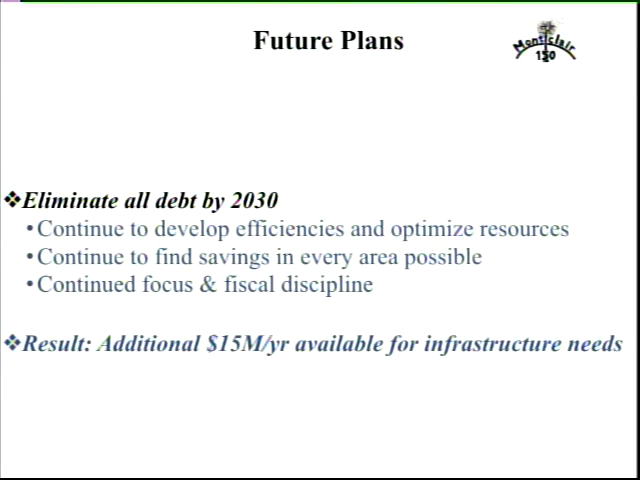 Future Plans
Montclair
150
❖Eliminate all debt by 2030
•Continue to develop efficiencies and optimize resources
•Continue to find savings in every area possible
•Continued focus & fiscal discipline
❖Result: Additional $15M/yr available for infrastructure needs